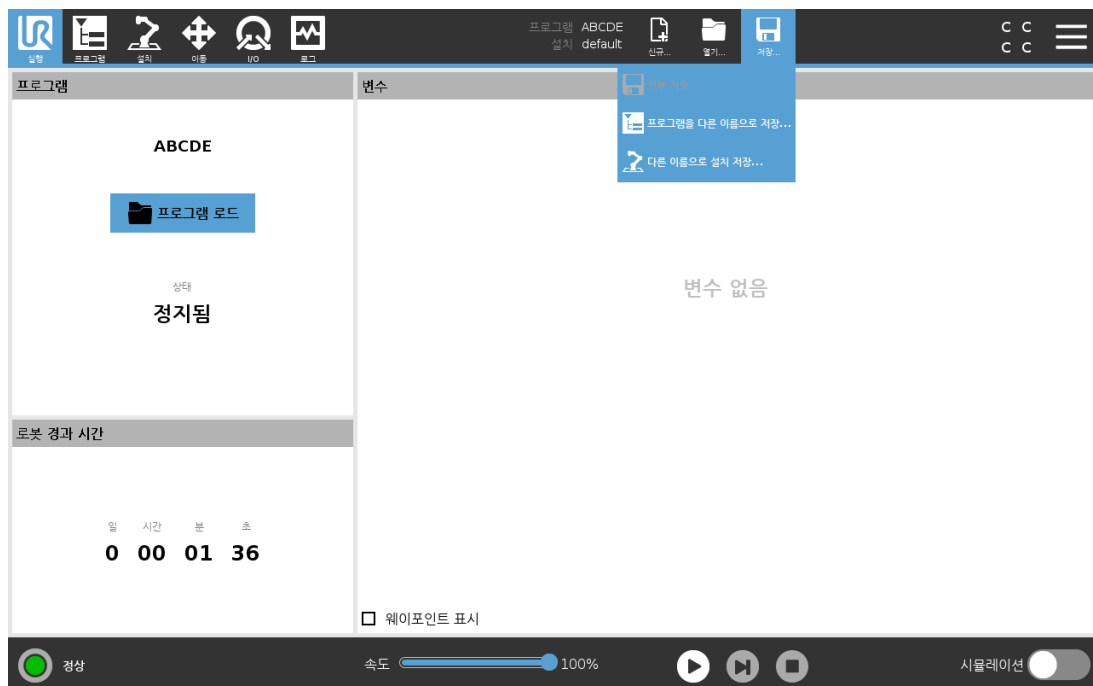 UR
실행 프로그램 설치 이동 I/O 로그
프로그램 ABCDE
설치 default
신규... 열기... 저장...
C C
C C
프로그램
변수
프로그램을 다른 이름으로 저장...
다른 이름으로 설치 저장...
ABCDE
프로그램 로드
상태
정지됨
변수 없음
로봇 경과 시간
일 시간 분 초
0 00 01 36
웨이포인트 표시
정상
속도 100%
시뮬레이션